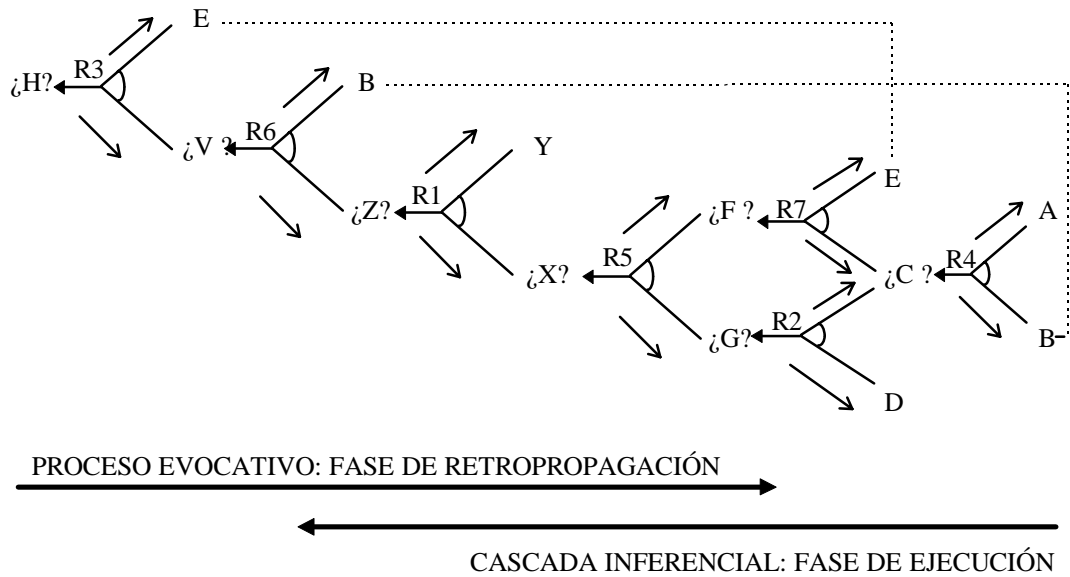 E
R3
¿H?
B
¿V ?
R6
Y
¿Z?
R1
E
¿F ?
R7
A
¿X?
R5
¿C ?
R4
¿G?
R2
B
D
PROCESO EVOCATIVO: FASE DE RETROPROPAGACIÓN
CASCADA INFERENCIAL: FASE DE EJECUCIÓN